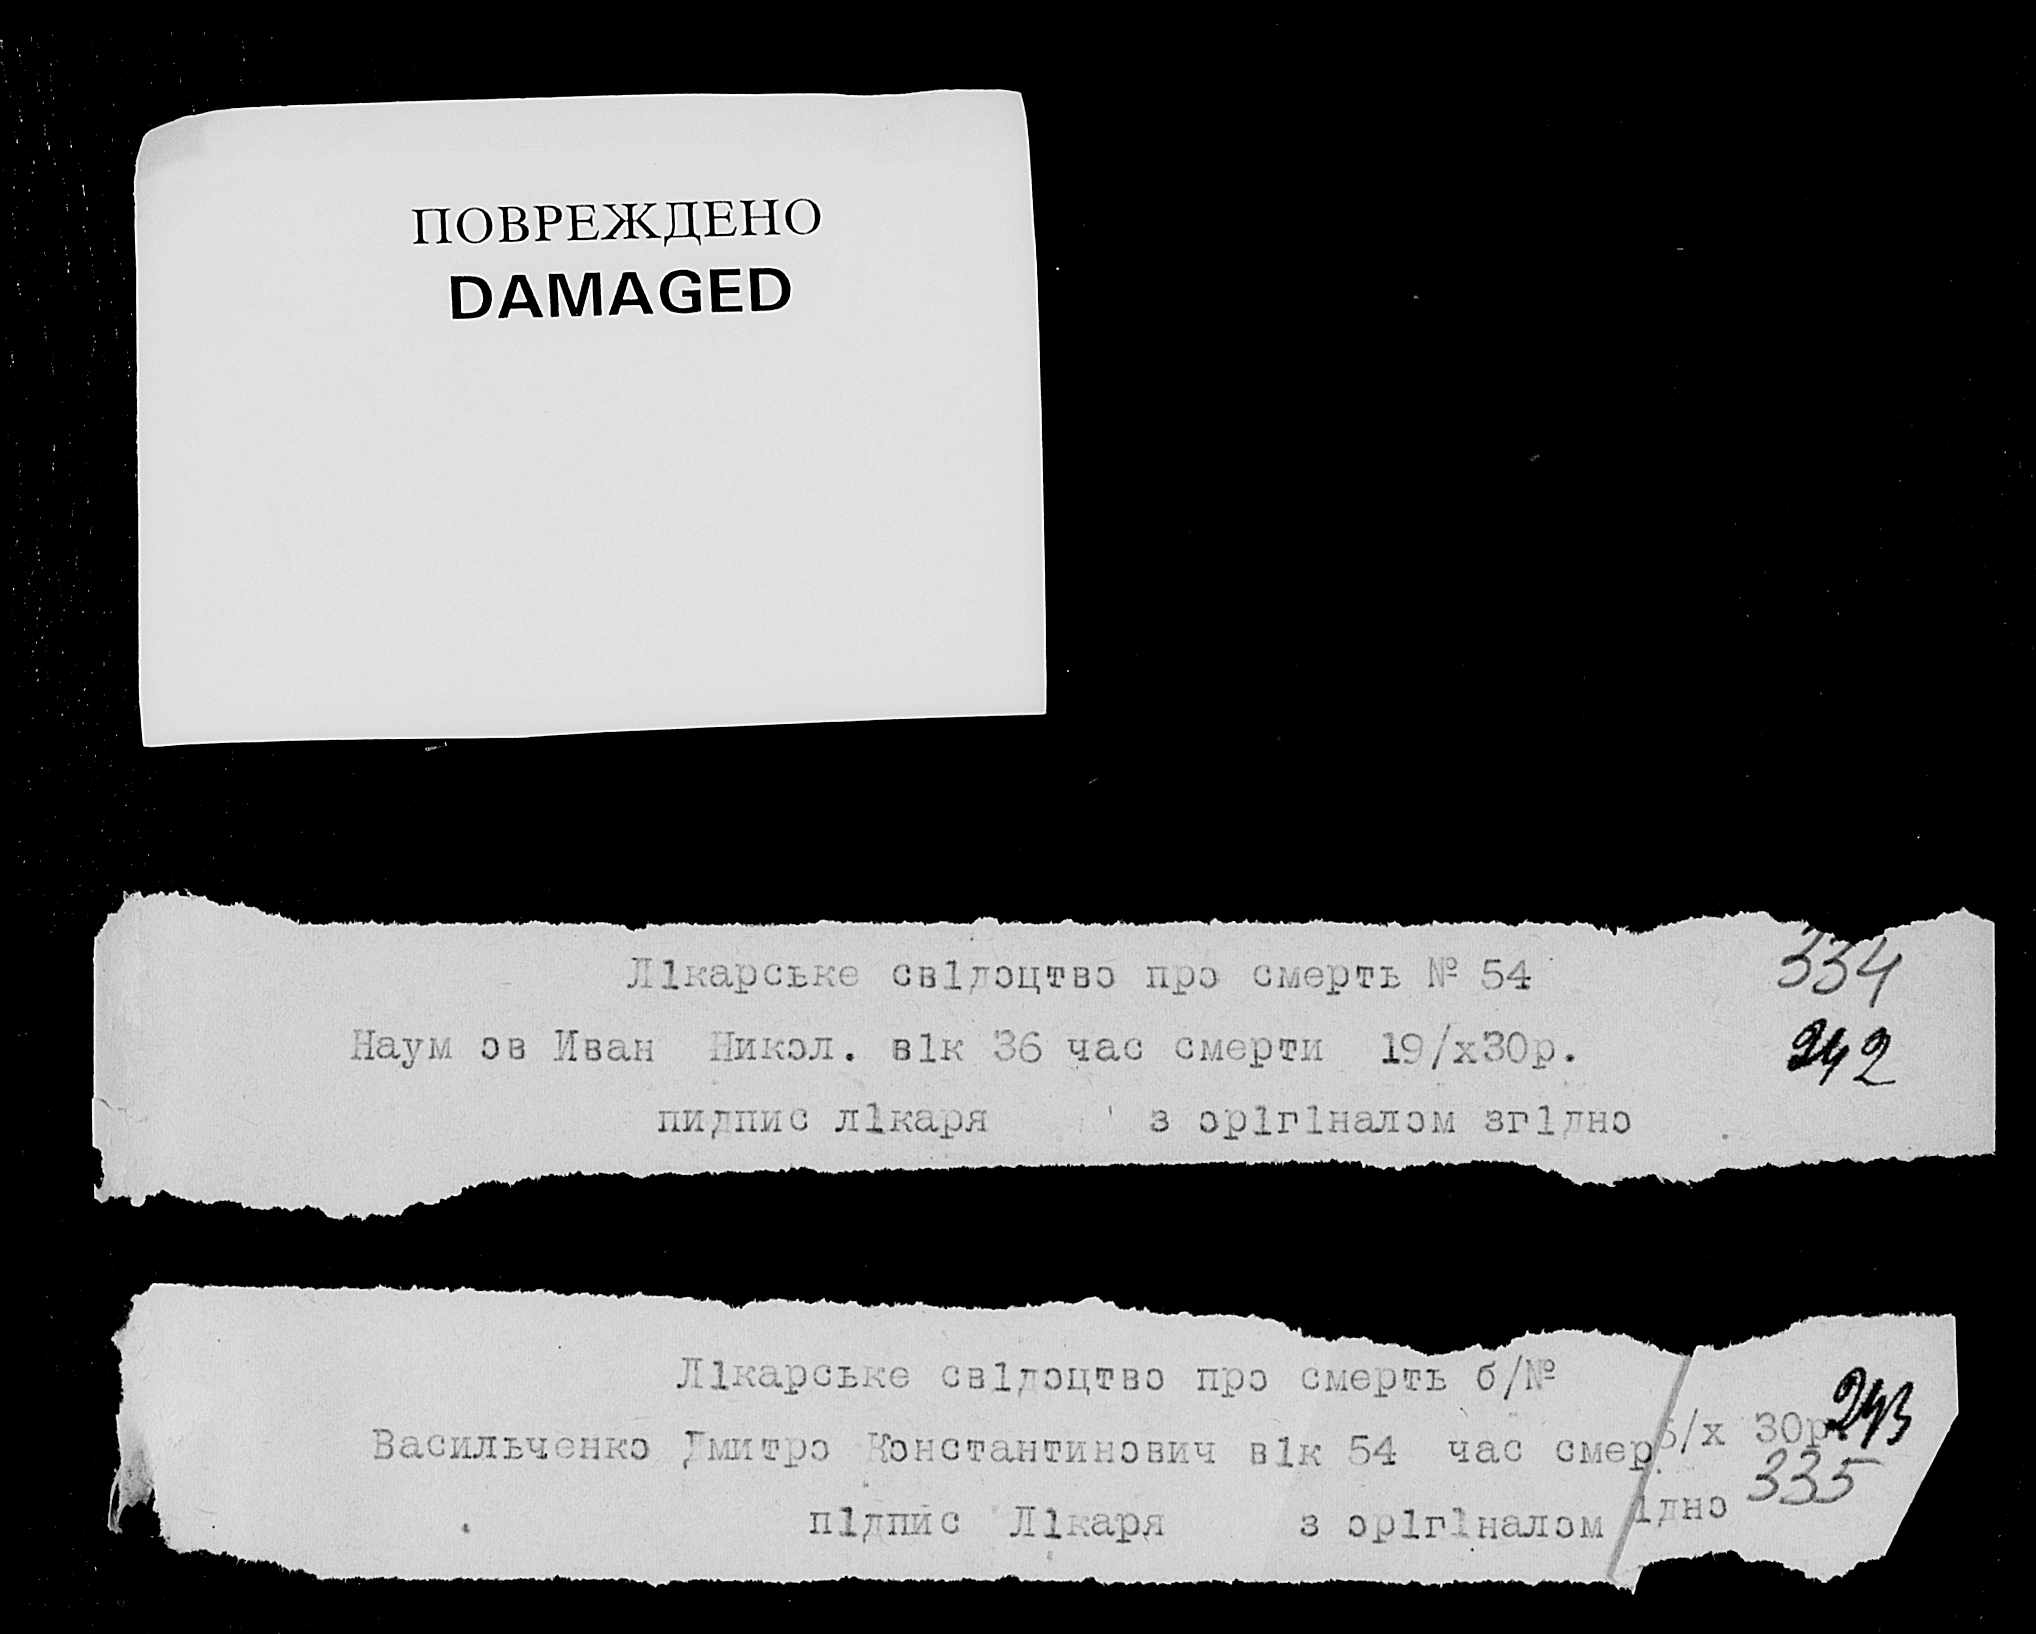 ПОВРЕЖДЕНО
DAMAGED
334
Лікарське свідоцтво про смерть № 54
Наум ов Иван Никол. вік 36 час смерти 19/х30р.
242
пидпис лікаря з орігіналом згідно
Лікарське свідоцтво про смерть б/№
243
Васильченко Дмитро Константинович вік 54 час смер /х 30р.
335
підпис Лікаря з орігіналом ідно